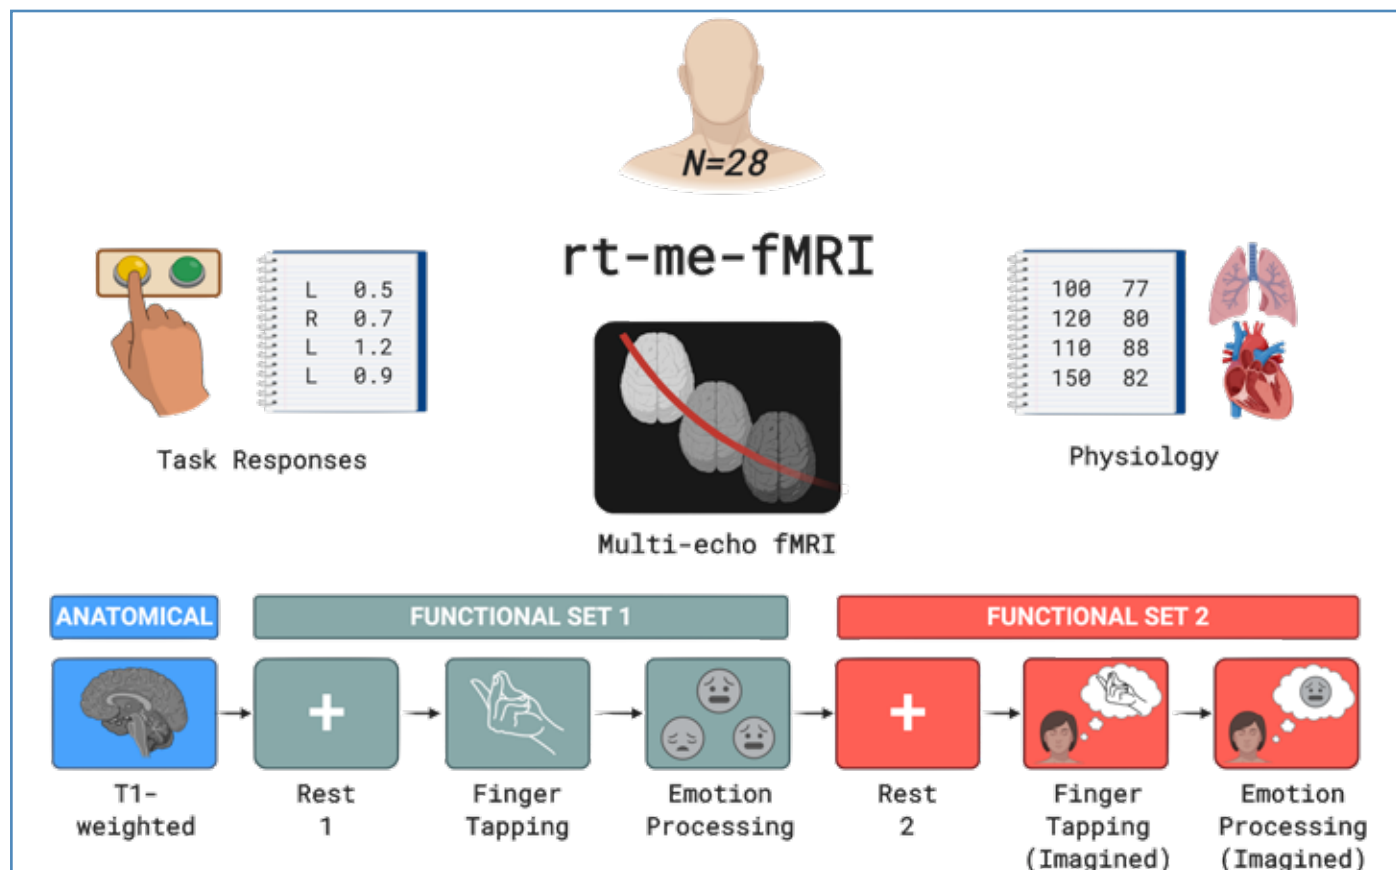 N=28
rt-me-fMRI
L 0.5
R 0.7
L 1.2
L 0.9
Task Responses
100 77
120 80
110 88
150 82
Physiology
Multi-echo fMRI
ANATOMICAL
FUNCTIONAL SET 1
FUNCTIONAL SET 2
T1-
weighted
Rest
1
Finger
Tapping
Emotion
Processing
Rest
2
Finger
Tapping
(Imagined)
Emotion
Processing
(Imagined)